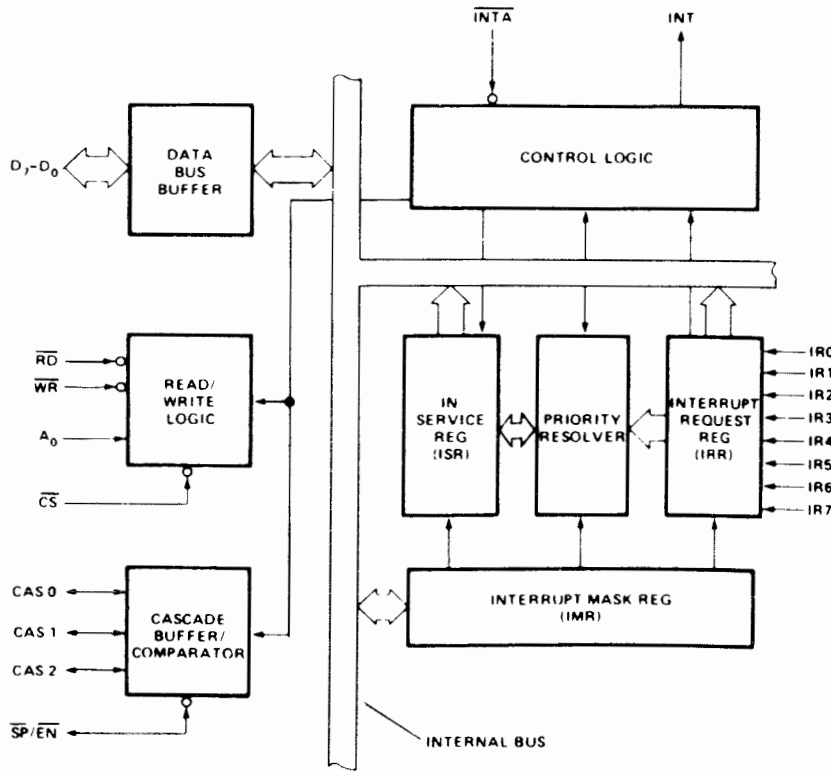 INTA
INT
DATA
BUS
BUFFER
D7-D0
CONTROL LOGIC
RD
WR
A0
CS
READ/
WRITE
LOGIC
IN
SERVICE
REG
(ISR)
PRIORITY
RESOLVER
INTERRUPT
REQUEST
REG
(IRR)
IR0
IR1
IR2
IR3
IR4
IR5
IR6
IR7
CAS 0
CAS 1
CAS 2
CASCADE
BUFFER/
COMPARATOR
SP/EN
INTERRUPT MASK REG
(IMR)
INTERNAL BUS